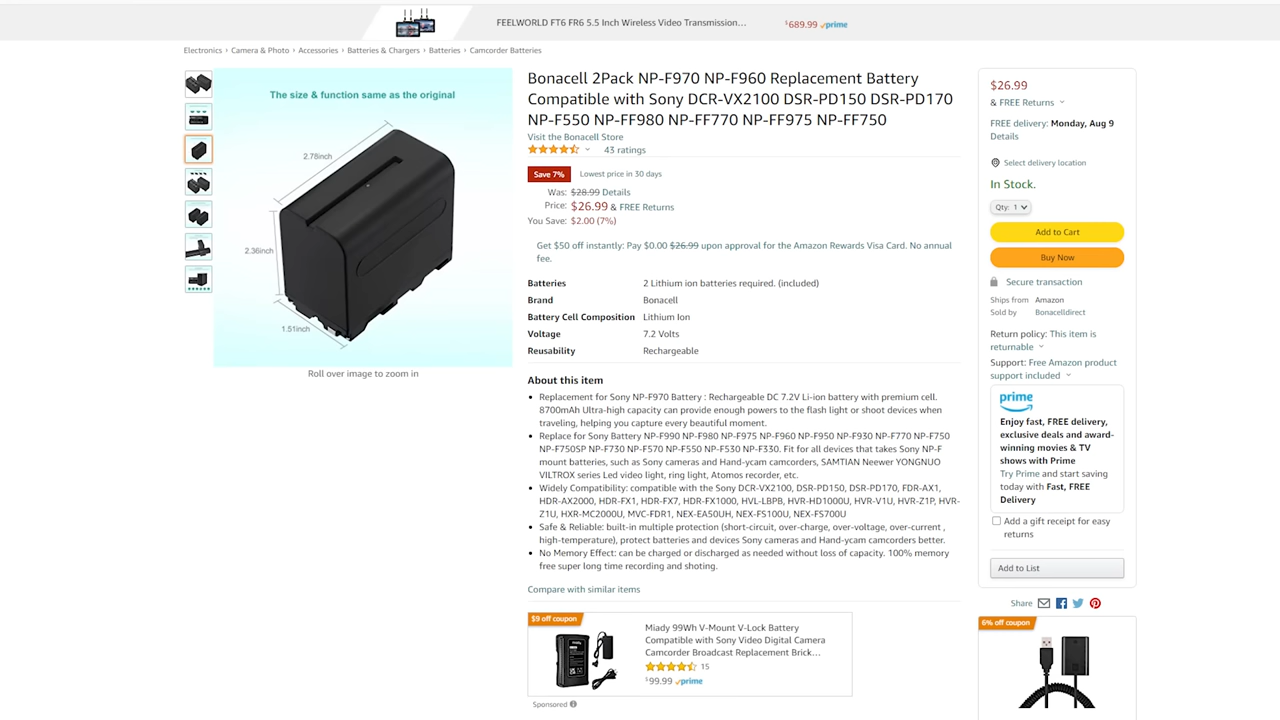 FEELWORLD FT6 FR6 5.5 Inch Wireless Video Transmission...
$689.99 prime
Electronics › Camera & Photo › Accessories › Batteries & Chargers › Batteries › Camcorder Batteries
The size & function same as the original
2.78inch
2.36inch
1.51inch
Roll over image to zoom in
Bonacell 2Pack NP-F970 NP-F960 Replacement Battery
Compatible with Sony DCR-VX2100 DSR-PD150 DSR-PD170
NP-F550 NP-FF980 NP-FF770 NP-FF975 NP-FF750
Visit the Bonacell Store
43 ratings
Save 7% Lowest price in 30 days
Was: $28.99 Details
Price: $26.99 & FREE Returns
You Save: $2.00 (7%)
Get $50 off instantly: Pay $0.00 $26.99 upon approval for the Amazon Rewards Visa Card. No annual
fee.
Batteries 2 Lithium ion batteries required. (included)
Brand Bonacell
Battery Cell Composition Lithium Ion
Voltage 7.2 Volts
Reusability Rechargeable
About this item
• Replacement for Sony NP-F970 Battery : Rechargeable DC 7.2V Li-ion battery with premium cell.
8700mAh Ultra-high capacity can provide enough powers to the flash light or shoot devices when
traveling, helping you capture every beautiful moment.
• Replace for Sony Battery NP-F990 NP-F980 NP-F975 NP-F960 NP-F950 NP-F930 NP-F770 NP-F750
NP-F750SP NP-F730 NP-F570 NP-F550 NP-F530 NP-F330. Fit for all devices that takes Sony NP-F
mount batteries, such as Sony cameras and Hand-ycam camcorders, SAMTIAN Neewer YONGNUO
VILTROX series Led video light, ring light, Atomos recorder, etc.
• Widely Compatibility: compatible with the Sony DCR-VX2100, DSR-PD150, DSR-PD170, FDR-AX1,
HDR-AX2000, HDR-FX1, HDR-FX7, HDR-FX1000, HVL-LBPB, HVR-HD1000U, HVR-V1U, HVR-Z1P, HVR-
Z1U, HXR-MC2000U, MVC-FDR1, NEX-EA50UH, NEX-FS100U, NEX-FS700U
• Safe & Reliable: built-in multiple protection (short-circuit, over-charge, over-voltage, over-current ,
high-temperature), protect batteries and devices Sony cameras and Hand-ycam camcorders better.
• No Memory Effect: can be charged or discharged as needed without loss of capacity. 100% memory
free super long time recording and shoting.
Compare with similar items
$9 off coupon
Miady 99Wh V-Mount V-Lock Battery
Compatible with Sony Video Digital Camera
Camcorder Broadcast Replacement Brick...
15
$99.99 prime
Sponsored
$26.99
& FREE Returns
FREE delivery: Monday, Aug 9
Details
Select delivery location
In Stock.
Qty: 1
Add to Cart
Buy Now
Secure transaction
Ships from Amazon
Sold by Bonacelldirect
Return policy: This item is
returnable
Support: Free Amazon product
support included
prime
Enjoy fast, FREE delivery,
exclusive deals and award-
winning movies & TV
shows with Prime
Try Prime and start saving
today with Fast, FREE
Delivery
Add a gift receipt for easy
returns
Add to List
Share
6% off coupon